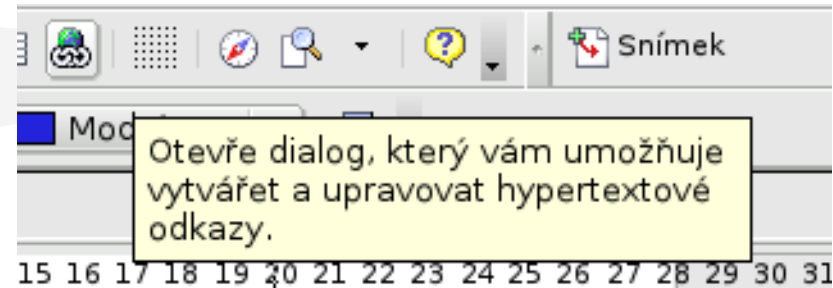 Snímek
Mod
Otevře dialog, který vám umožňuje
vytvářet a upravovat hypertextové
odkazy.
15 16 17 18 19 20 21 22 23 24 25 26 27 28 29 30 31